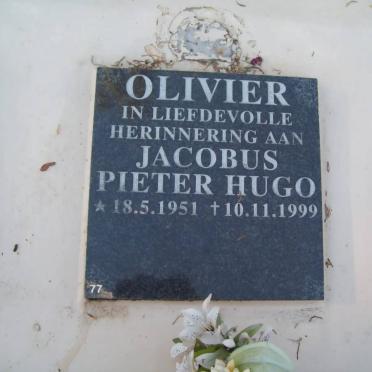 OLIVIER
IN LIEFDEVOLLE
HERINNERING AAN
JACOBUS
PIETER HUGO
★ 18.5.1951 † 10.11.1999
77